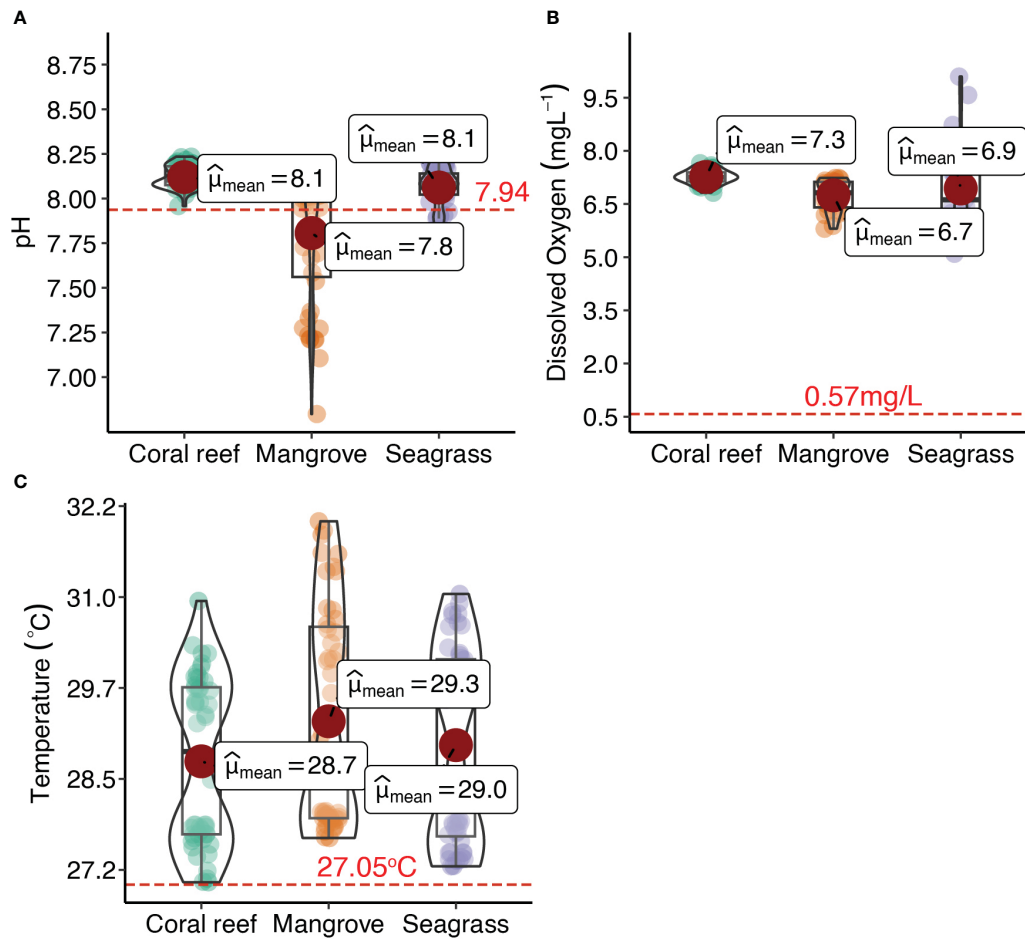 A
pH
8.75
8.50
8.25
8.00
7.75
7.50
7.25
7.00
μ̂mean = 8.1
μ̂mean = 7.8
μ̂mean = 8.1
7.94
Coral reef Mangrove Seagrass
B
Dissolved Oxygen (mgL⁻¹)
9.5
8.0
6.5
5.0
3.5
2.0
0.5
μ̂mean = 7.3
μ̂mean = 6.7
μ̂mean = 6.9
0.57mg/L
Coral reef Mangrove Seagrass
C
Temperature (°C)
32.2
31.0
29.7
28.5
27.2
μ̂mean = 28.7
μ̂mean = 29.3
μ̂mean = 29.0
27.05ºC
Coral reef Mangrove Seagrass